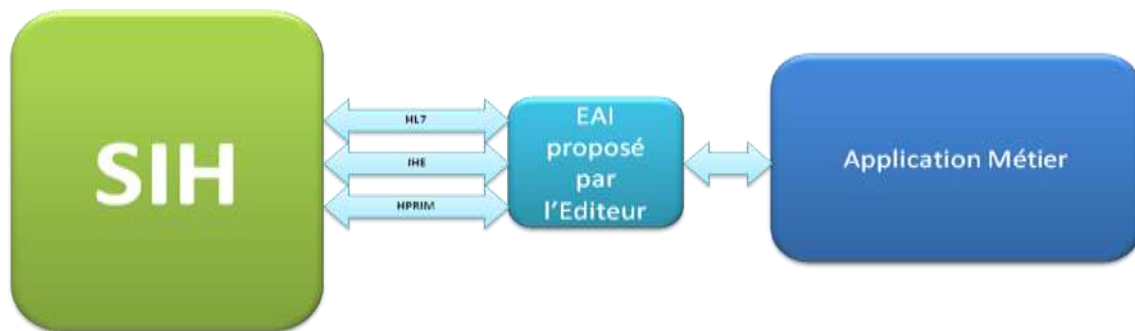 SIH
HL7
IHE
HPRIM
EAI
proposé
par
l'Editeur
Application Métier